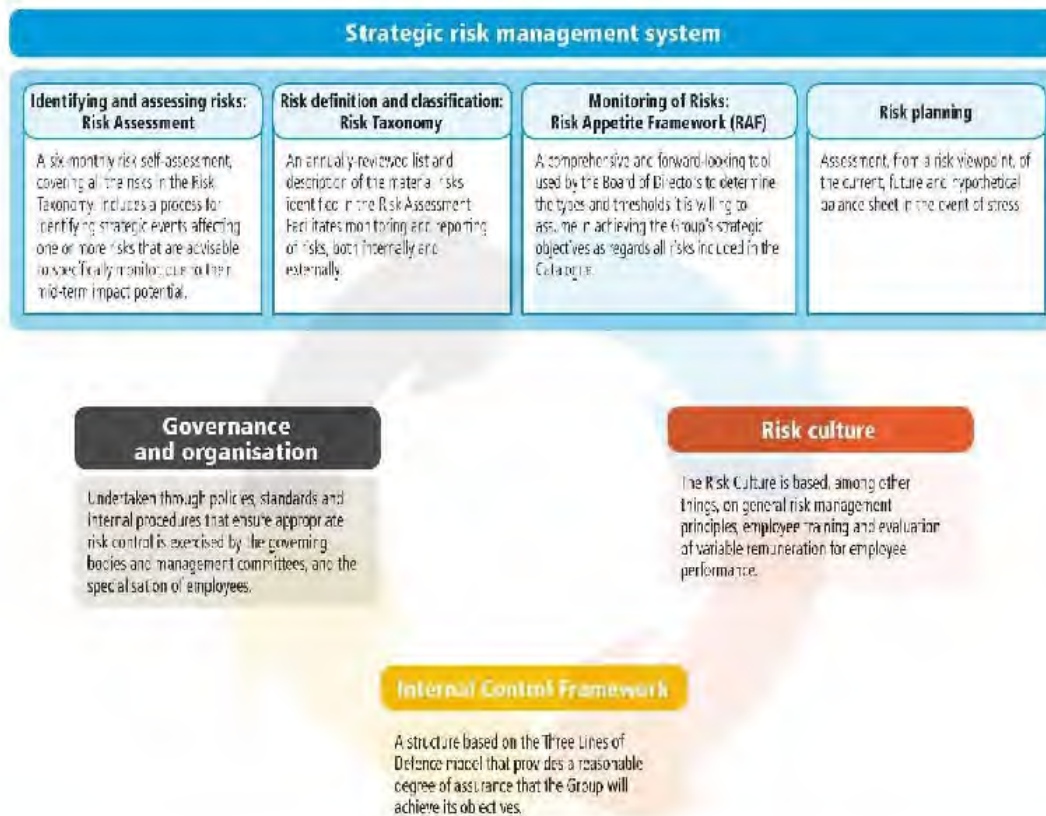 Strategic risk management system
Identifying and assessing risks:
Risk Assessment
A six monthly risk self-assessment,
covering all the risks in the Risk
Taxonomy. Includes a process for
identifying strategic events affecting
one or more risks that are advisable
to specifically monitor due to their
mid-term impact potential.
Risk definition and classification:
Risk Taxonomy
An annually-reviewed list and
description of the material risks
identified in the Risk Assessment
Facilitates monitoring and reporting
of risks, both internally and
externally.
Monitoring of Risks:
Risk Appetite Framework (RAF)
A comprehensive and forward-looking tool
used by the Board of Directors to determine
the types and thresholds it is willing to
assume in achieving the Group's strategic
objectives as regards all risks included in the
Catalogue.
Risk planning
Assessment, from a risk viewpoint, of
the current, future and hypothetical
balance sheet in the event of stress
Governance
and organisation
Undertaken through policies, standards and
internal procedures that ensure appropriate
risk control is exercised by the governing
bodies and management committees, and the
specialisation of employees.
Risk culture
The Risk Culture is based, among other
things, on general risk management
principles, employee training and evaluation
of variable remuneration for employee
performance.
Internal Control Framework
A structure based on the Three Lines of
Defence model that provides a reasonable
degree of assurance that the Group will
achieve its objectives.